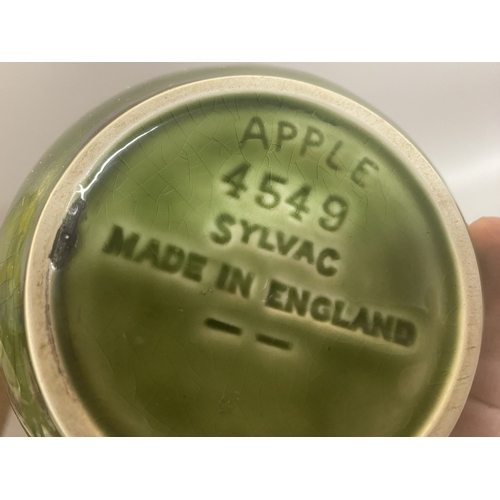 APPLE
4549
SYLVAC
MADE IN ENGLAND
— —